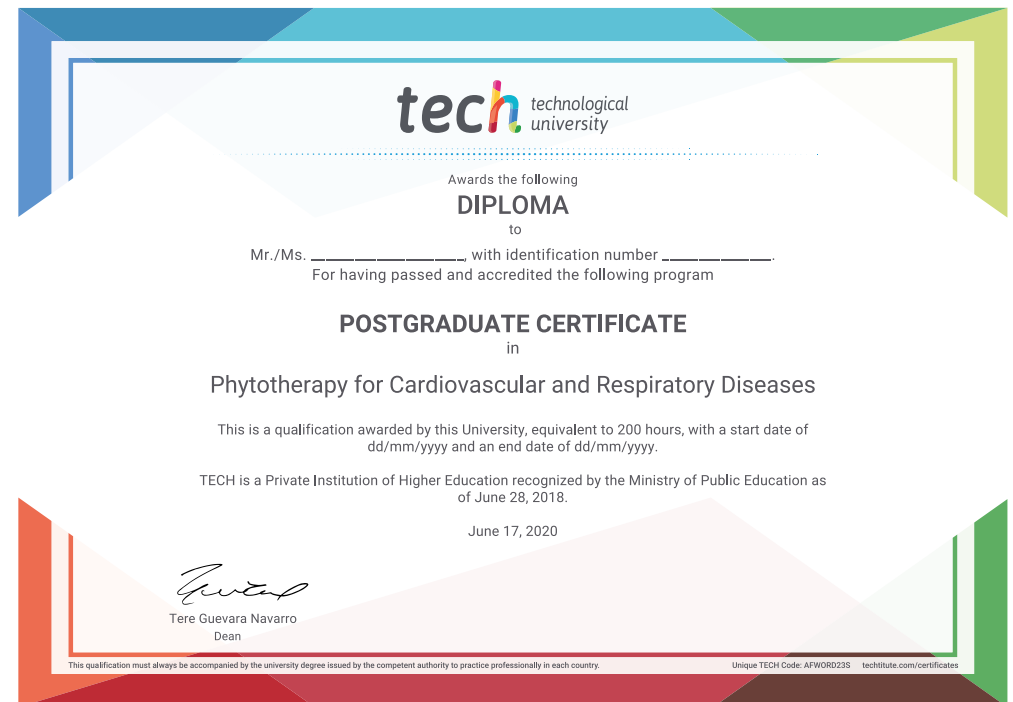 tech technological
university
Awards the following
DIPLOMA
to
Mr./Ms. ____________________, with identification number ______________.
For having passed and accredited the following program
POSTGRADUATE CERTIFICATE
in
Phytotherapy for Cardiovascular and Respiratory Diseases
This is a qualification awarded by this University, equivalent to 200 hours, with a start date of
dd/mm/yyyy and an end date of dd/mm/yyyy.
TECH is a Private Institution of Higher Education recognized by the Ministry of Public Education as
of June 28, 2018.
June 17, 2020
Tere Guevara Navarro
Dean
This qualification must always be accompanied by the university degree issued by the competent authority to practice professionally in each country.
Unique TECH Code: AFWORD23S techtitute.com/certificates